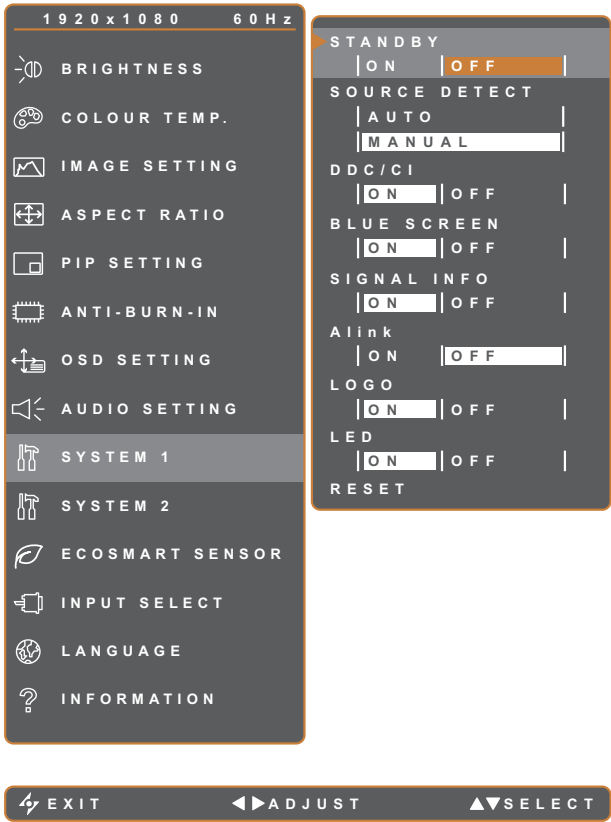 1920x1080 60Hz
BRIGHTNESS
COLOUR TEMP.
IMAGE SETTING
ASPECT RATIO
PIP SETTING
ANTI-BURN-IN
OSD SETTING
AUDIO SETTING
SYSTEM 1
SYSTEM 2
ECOSMART SENSOR
INPUT SELECT
LANGUAGE
INFORMATION
STANDBY
ON OFF
SOURCE DETECT
AUTO
MANUAL
DDC/CI
ON OFF
BLUE SCREEN
ON OFF
SIGNAL INFO
ON OFF
Alink
ON OFF
LOGO
ON OFF
LED
ON OFF
RESET
EXIT ADJUST SELECT